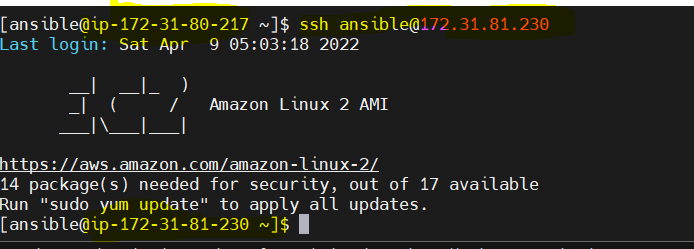 [ansible@ip-172-31-80-217 ~]$ ssh ansible@172.31.81.230
Last login: Sat Apr  9 05:03:18 2022
       __|  __|_  )
       _|  (     /   Amazon Linux 2 AMI
      ___|\___|___|
https://aws.amazon.com/amazon-linux-2/
14 package(s) needed for security, out of 17 available
Run "sudo yum update" to apply all updates.
[ansible@ip-172-31-81-230 ~]$